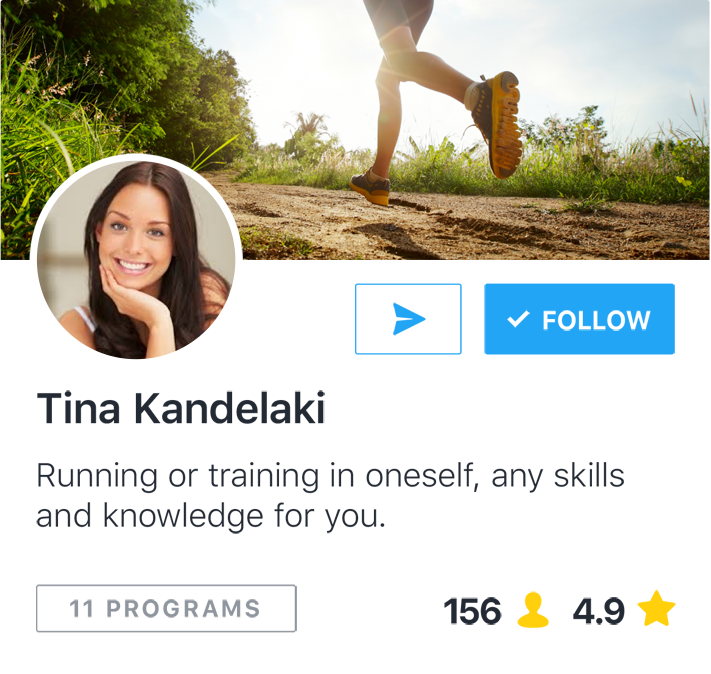 FOLLOW
Tina Kandelaki
Running or training in oneself, any skills
and knowledge for you.
11 PROGRAMS
156 4.9